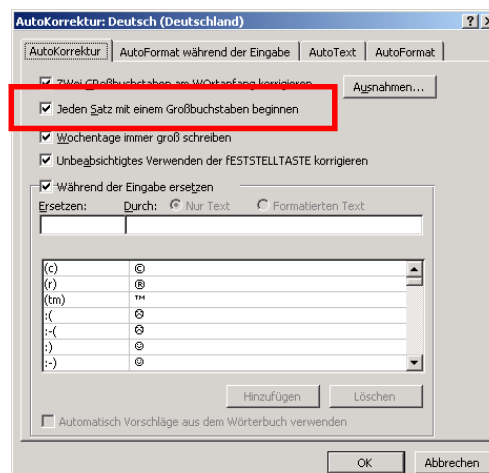 AutoKorrektur: Deutsch (Deutschland)
AutoKorrektur AutoFormat während der Eingabe AutoText AutoFormat
ZWei GRoßbuchstaben am WOrtanfang korrigieren Ausnahmen...
Jeden Satz mit einem Großbuchstaben beginnen
Wochentage immer groß schreiben
Unbeabsichtigtes Verwenden der fESTSTELLTASTE korrigieren
Während der Eingabe ersetzen
Ersetzen: Durch: Nur Text Formatierten Text
(c) ©
(r) ®
(tm) ™
:( ☹
:-( ☹
:) ☺
:-) ☺
Hinzufügen Löschen
Automatisch Vorschläge aus dem Wörterbuch verwenden
OK Abbrechen